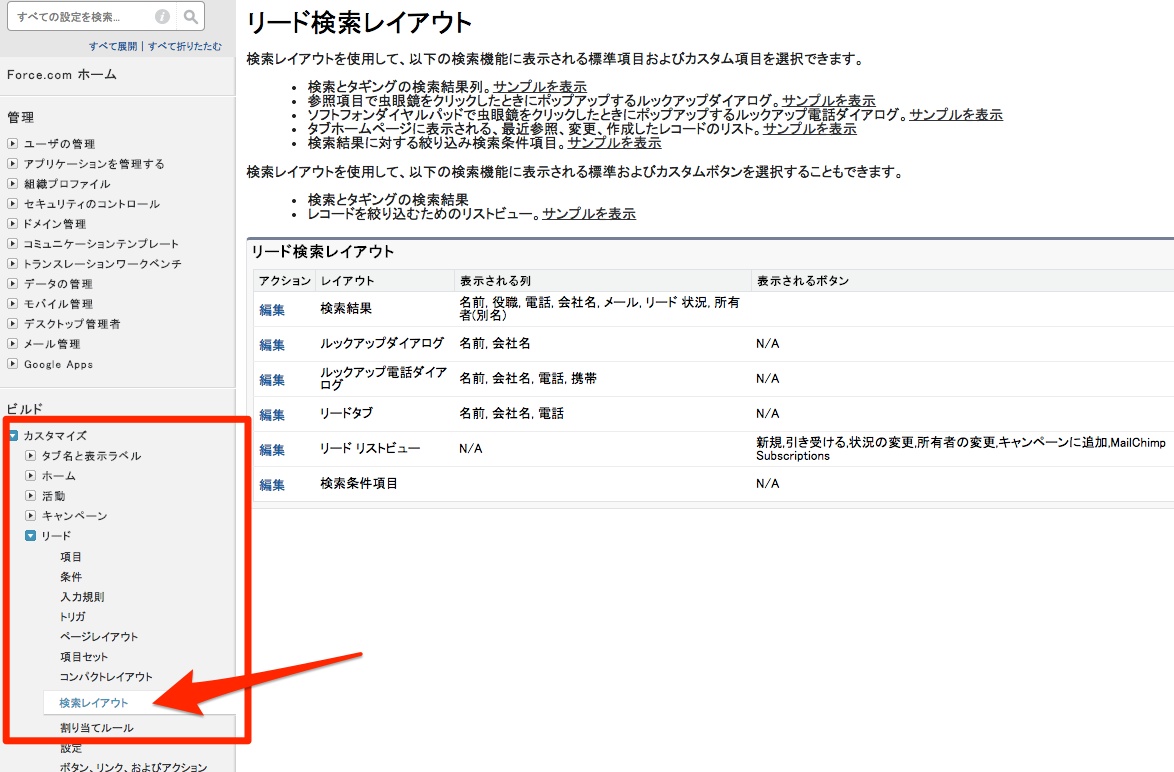 すべての設定を検索...
すべて展開 | すべて折りたたむ
Force.com ホーム
管理
ユーザの管理
アプリケーションを管理する
組織プロファイル
セキュリティのコントロール
ドメイン管理
コミュニケーションテンプレート
トランスレーションワークベンチ
データの管理
モバイル管理
デスクトップ管理者
メール管理
Google Apps
ビルド
カスタマイズ
タブ名と表示ラベル
ホーム
活動
キャンペーン
リード
項目
条件
入力規則
トリガ
ページレイアウト
項目セット
コンパクトレイアウト
検索レイアウト
割り当てルール
設定
ボタン、リンク、およびアクション
リード検索レイアウト
検索レイアウトを使用して、以下の検索機能に表示される標準項目およびカスタム項目を選択できます。
• 検索とタギングの検索結果列。サンプルを表示
• 参照項目で虫眼鏡をクリックしたときにポップアップするルックアップダイアログ。サンプルを表示
• ソフトフォンダイヤルパッドで虫眼鏡をクリックしたときにポップアップするルックアップ電話ダイアログ。サンプルを表示
• タブホームページに表示される、最近参照、変更、作成したレコードのリスト。サンプルを表示
• 検索結果に対する絞り込み検索条件項目。サンプルを表示
検索レイアウトを使用して、以下の検索機能に表示される標準およびカスタムボタンを選択することもできます。
• 検索とタギングの検索結果
• レコードを絞り込むためのリストビュー。サンプルを表示
リード検索レイアウト
アクション レイアウト 表示される列 表示されるボタン
編集 検索結果 名前, 役職, 電話, 会社名, メール, リード 状況, 所有
者(別名)
編集 ルックアップダイアログ 名前, 会社名 N/A
編集 ルックアップ電話ダイア
ログ 名前, 会社名, 電話, 携帯 N/A
編集 リードタブ 名前, 会社名, 電話 N/A
編集 リード リストビュー N/A 新規,引き受ける,状況の変更,所有者の変更,キャンペーンに追加,MailChimp
Subscriptions
編集 検索条件項目 N/A